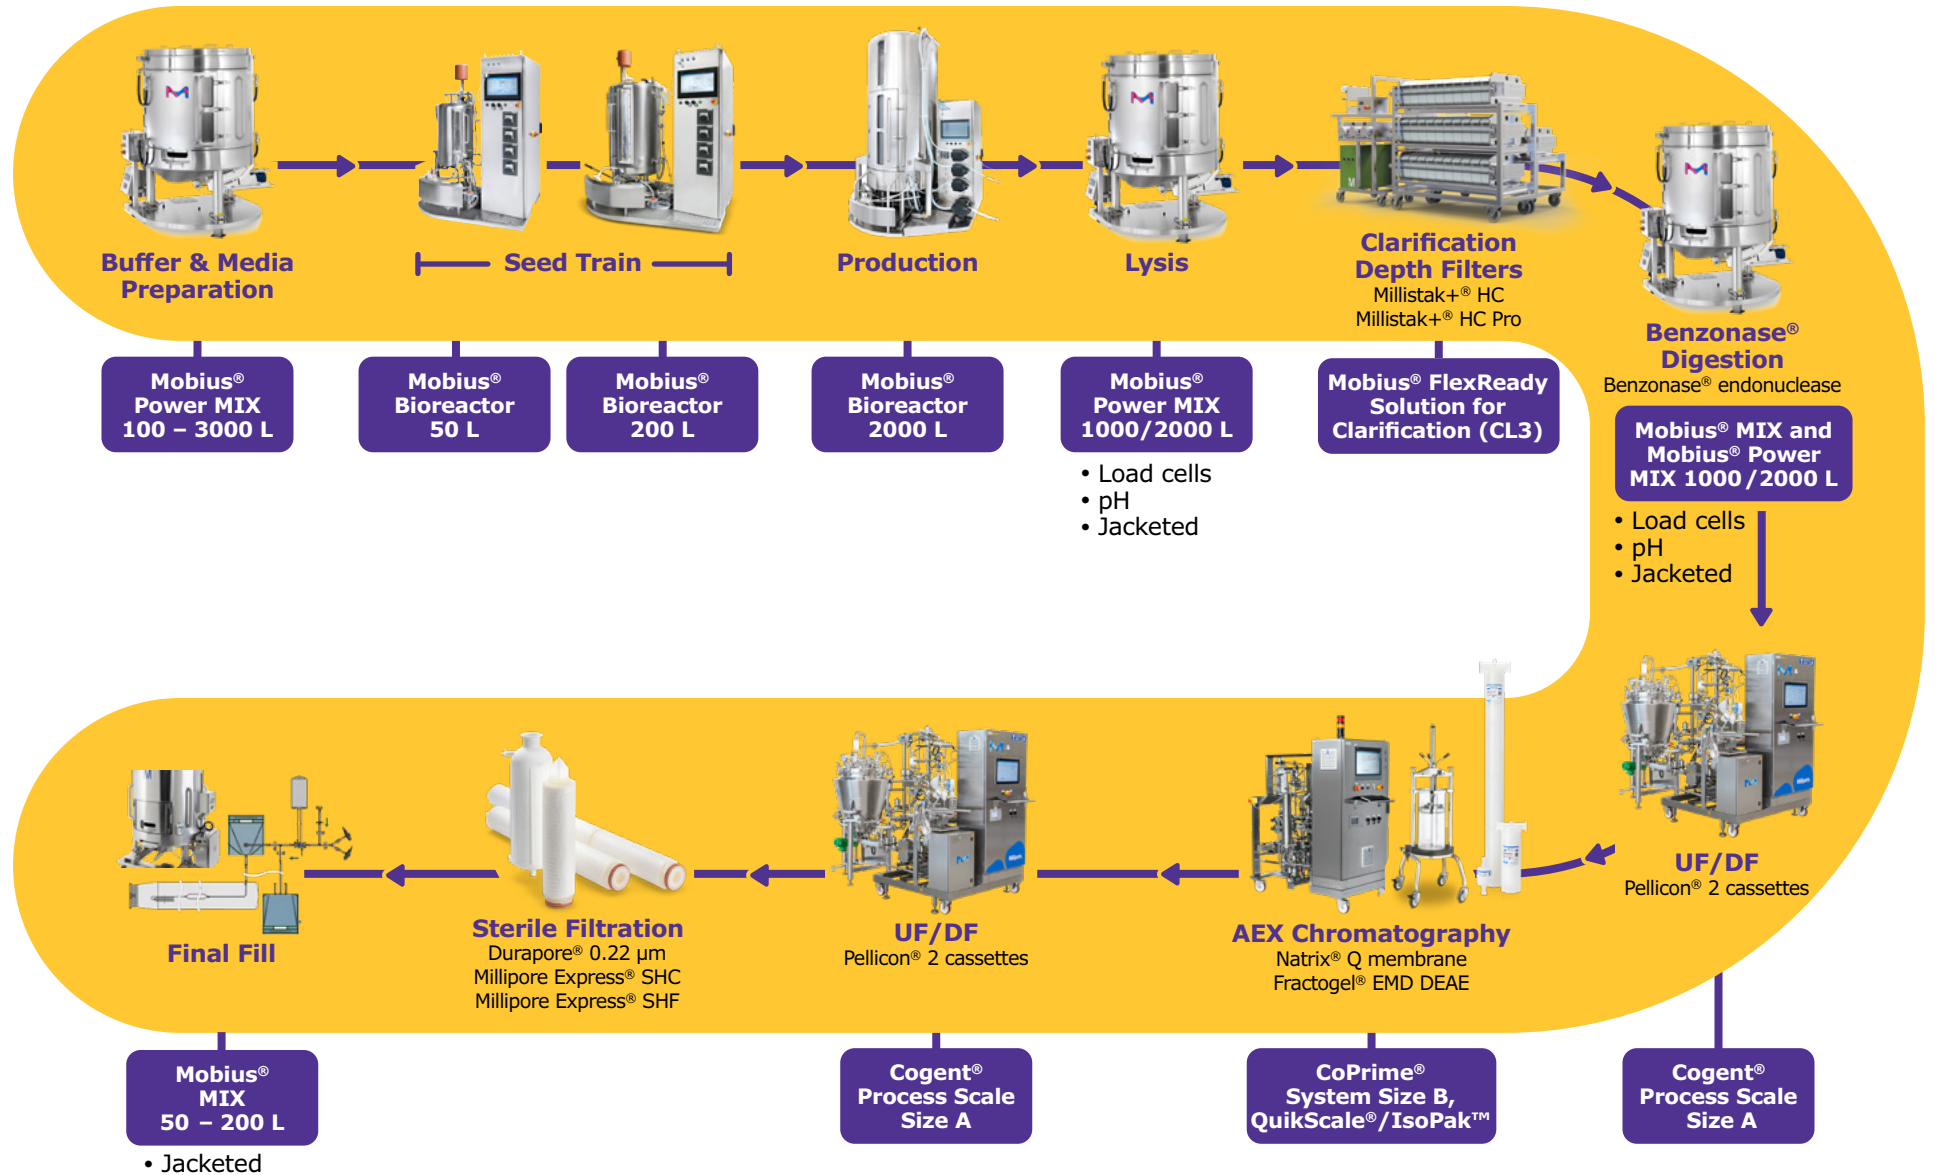 Buffer & Media
Preparation
Seed Train
Production
Lysis
Clarification
Depth Filters
Millistak+® HC
Millistak+® HC Pro
Benzonase®
Digestion
Benzonase® endonuclease
Mobius®
Power MIX
100 – 3000 L
Mobius®
Bioreactor
50 L
Mobius®
Bioreactor
200 L
Mobius®
Bioreactor
2000 L
Mobius®
Power MIX
1000/2000 L
• Load cells
• pH
• Jacketed
Mobius® FlexReady
Solution for
Clarification (CL3)
Mobius® MIX and
Mobius® Power
MIX 1000/2000 L
• Load cells
• pH
• Jacketed
UF/DF
Pellicon® 2 cassettes
Cogent®
Process Scale
Size A
AEX Chromatography
Natrix® Q membrane
Fractogel® EMD DEAE
CoPrime®
System Size B,
QuikScale®/IsoPak™
UF/DF
Pellicon® 2 cassettes
Cogent®
Process Scale
Size A
Sterile Filtration
Durapore® 0.22 µm
Millipore Express® SHC
Millipore Express® SHF
Final Fill
Mobius®
MIX
50 – 200 L
• Jacketed